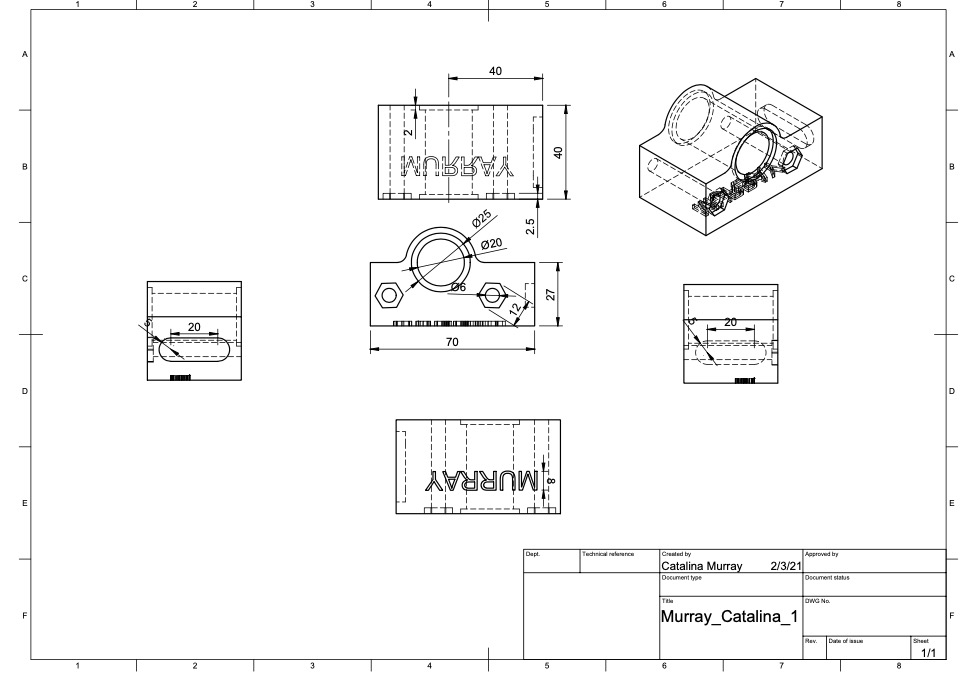 1 2 3 4 5 6 7 8
A A
40
2
40
B MURRAY B
2.5
Ø25
Ø20
C C
Ø6
27
12
5 20
5 20
70
D D
MURRAY 8
E E
Dept. Technical reference Created by Approved by
Catalina Murray 2/3/21
Document type Document status
Title DWG No.
F Murray_Catalina_1 F
Rev. Date of issue Sheet
1/1
1 2 3 4 5 6 7 8